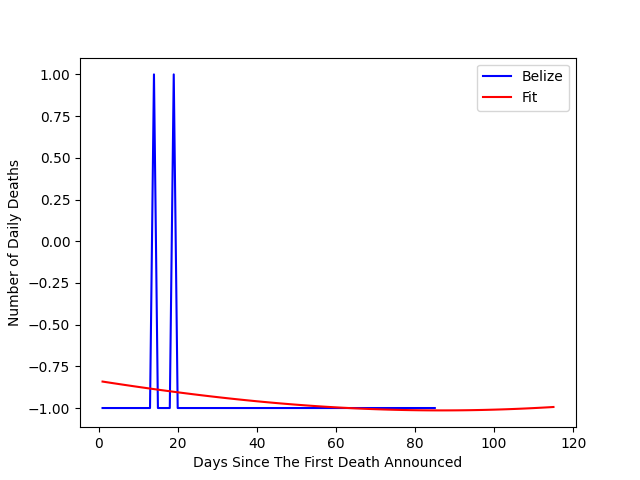 1.00
0.75
0.50
0.25
0.00
−0.25
−0.50
−0.75
−1.00
0 20 40 60 80 100 120
Days Since The First Death Announced
Number of Daily Deaths
Belize
Fit